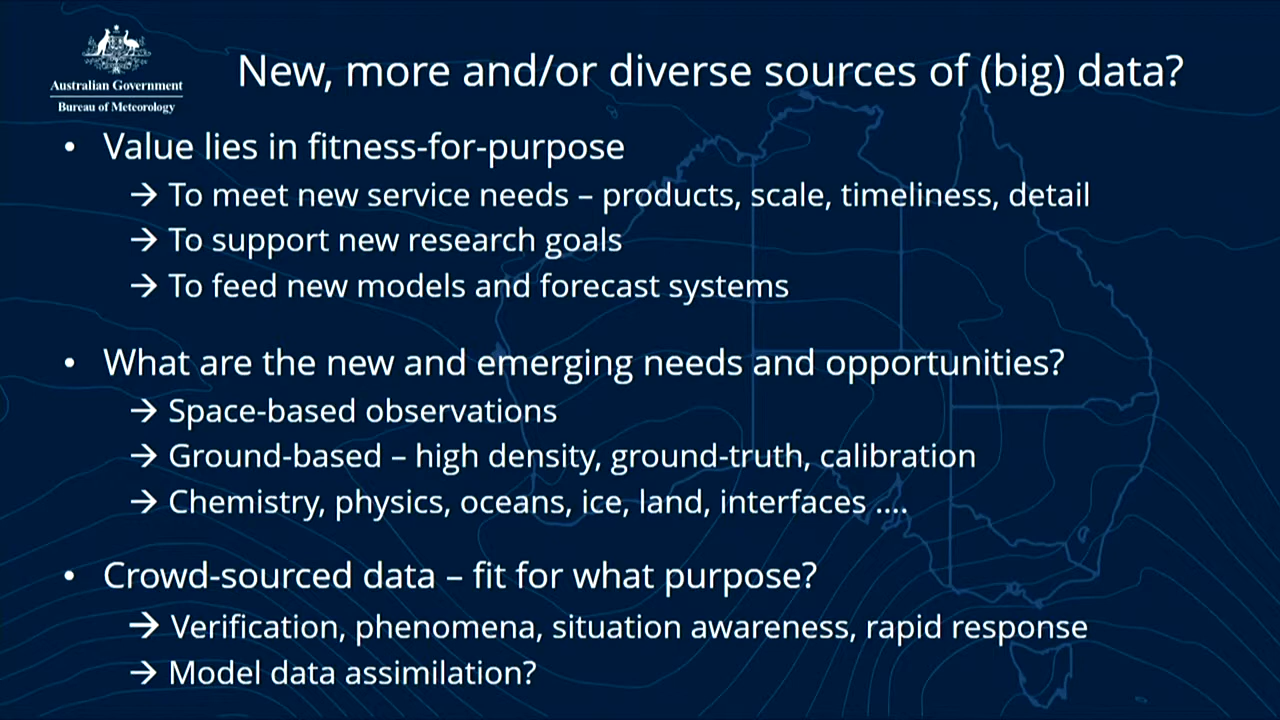 Australian Government
Bureau of Meteorology
New, more and/or diverse sources of (big) data?
• Value lies in fitness-for-purpose
→ To meet new service needs – products, scale, timeliness, detail
→ To support new research goals
→ To feed new models and forecast systems
• What are the new and emerging needs and opportunities?
→ Space-based observations
→ Ground-based – high density, ground-truth, calibration
→ Chemistry, physics, oceans, ice, land, interfaces ....
• Crowd-sourced data – fit for what purpose?
→ Verification, phenomena, situation awareness, rapid response
→ Model data assimilation?